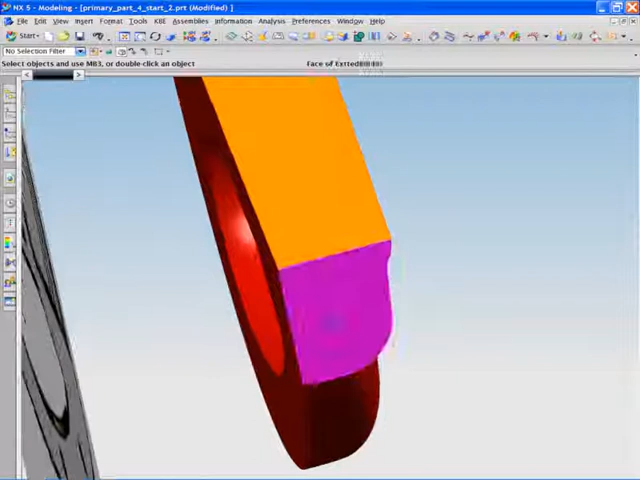 NX 5 - Modeling - [primary_part_4_start_2.prt (Modified) ]
File Edit View Insert Format Tools KBE Assemblies Information Analysis Preferences Window Help
Start
No Selection Filter
Select objects and use MB3, or double-click an object
Face of